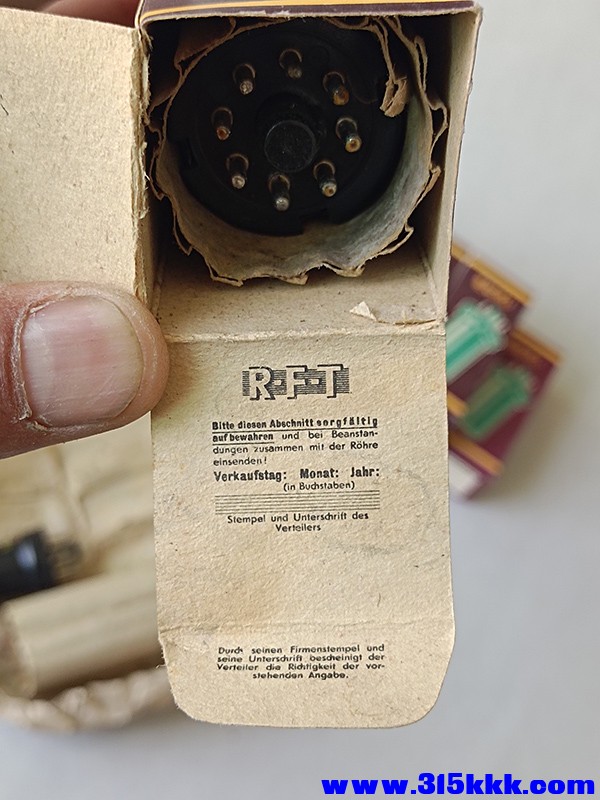 R·F·T
Bitte diesen Abschnitt sorgfältig
aufbewahren und bei Beanstan-
dungen zusammen mit der Röhre
einsenden!
Verkaufstag: Monat: Jahr:
(in Buchstaben)
Stempel und Unterschrift des
Verteilers
Durch seinen Firmenstempel und
seine Unterschrift bescheinigt der
Verteiler die Richtigkeit der vor-
stehenden Angabe.
www.315kkk.com